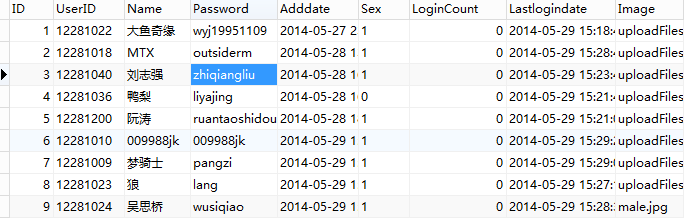 ID UserID Name Password Adddate Sex LoginCount Lastlogindate Image
1 12281022 大鱼奇缘 wyj19951109 2014-05-27 2 1 0 2014-05-29 15:18: uploadFiles
2 12281018 MTX outsiderm 2014-05-28 1 0 2014-05-29 15:28: uploadFiles
3 12281040 刘志强 zhiqiangliu 2014-05-28 1 1 0 2014-05-29 15:23: uploadFiles
4 12281036 鸭梨 liyajing 2014-05-28 1 0 0 2014-05-29 15:21: uploadFiles
5 12281200 阮涛 ruantaoshidou 2014-05-28 1 1 0 2014-05-29 15:21: uploadFiles
6 12281010 009988jk 009988jk 2014-05-29 1 0 2014-05-29 15:29: uploadFiles
7 12281009 梦骑士 pangzi 2014-05-29 1 1 0 2014-05-29 15:29: uploadFiles
8 12281023 狼 lang 2014-05-29 1 1 0 2014-05-29 15:27: uploadFiles
9 12281024 吴思桥 wusiqiao 2014-05-29 1 1 0 2014-05-29 15:28: male.jpg